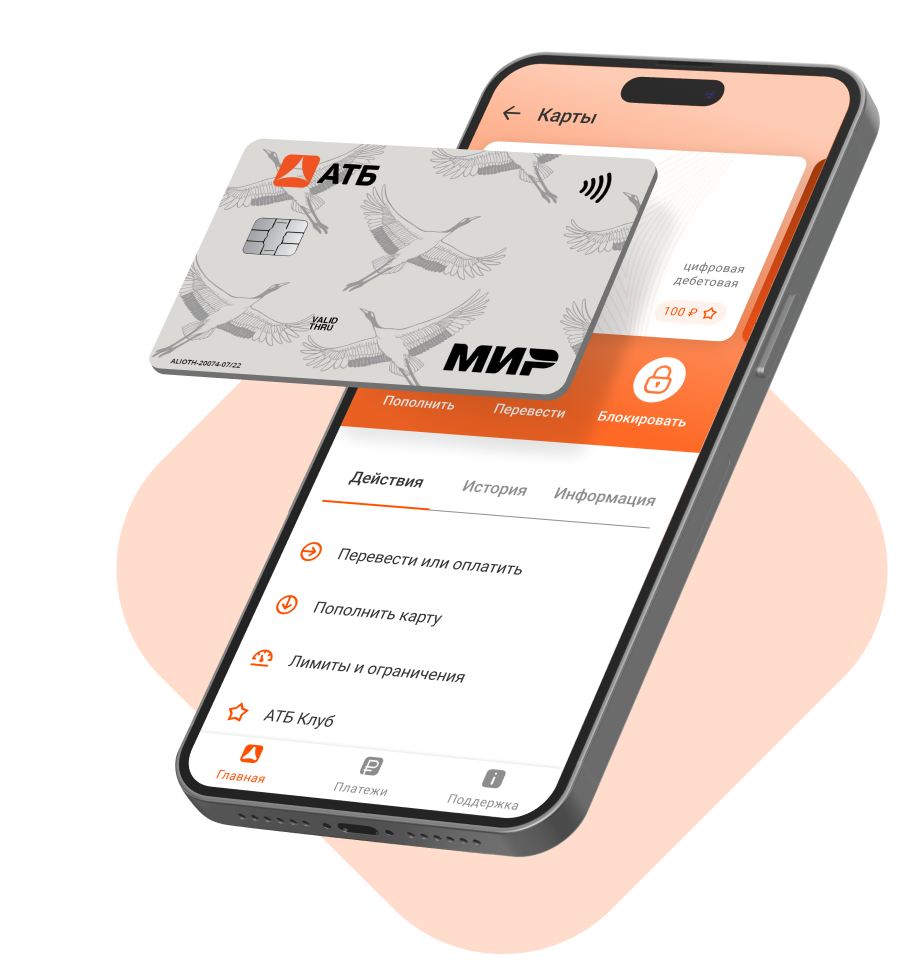 Карты
АТБ
VALID
THRU
ALIOTH-20074-07/22
МИР
цифровая
дебетовая
100 ₽
Пополнить
Перевести
Блокировать
Действия
История
Информация
Перевести или оплатить
Пополнить карту
Лимиты и ограничения
АТБ Клуб
Главная
Платежи
Поддержка